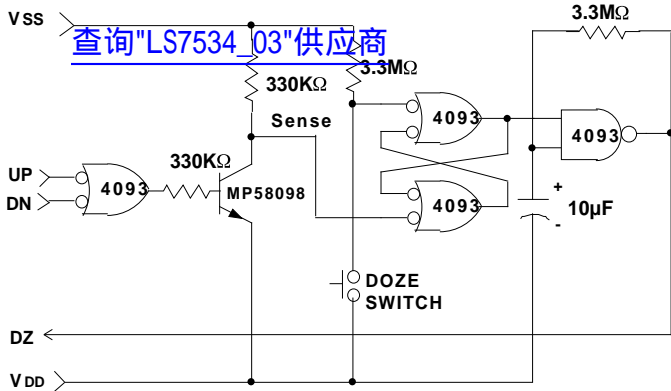 VSS
查询"LS7534_03"供应商
3.3MΩ
3.3MΩ
330KΩ
Sense
4093
4093
UP
DN
4093
330KΩ
MP58098
4093
+
10µF
-
DOZE
SWITCH
DZ
VDD